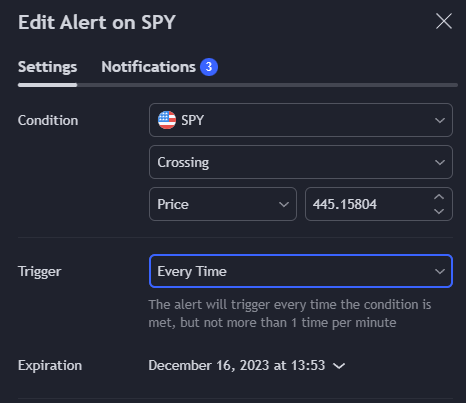 Edit Alert on SPY
Settings Notifications 3
Condition SPY
Crossing
Price 445.15804
Trigger Every Time
The alert will trigger every time the condition is
met, but not more than 1 time per minute
Expiration December 16, 2023 at 13:53